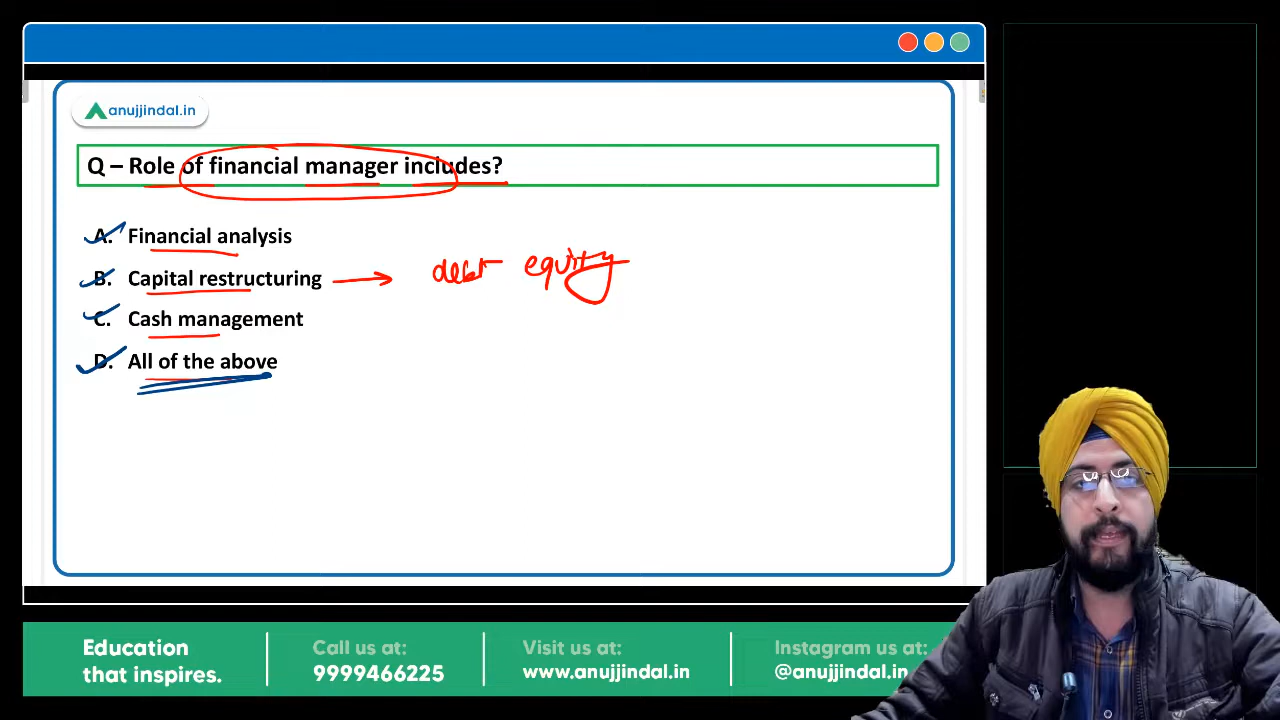 anujjindal.in
Q – Role of financial manager includes?
A. Financial analysis
B. Capital restructuring → debt equity
C. Cash management
D. All of the above
Education
that inspires.
Call us at:
9999466225
Visit us at:
www.anujjindal.in
Instagram us at:
@anujjindal.in